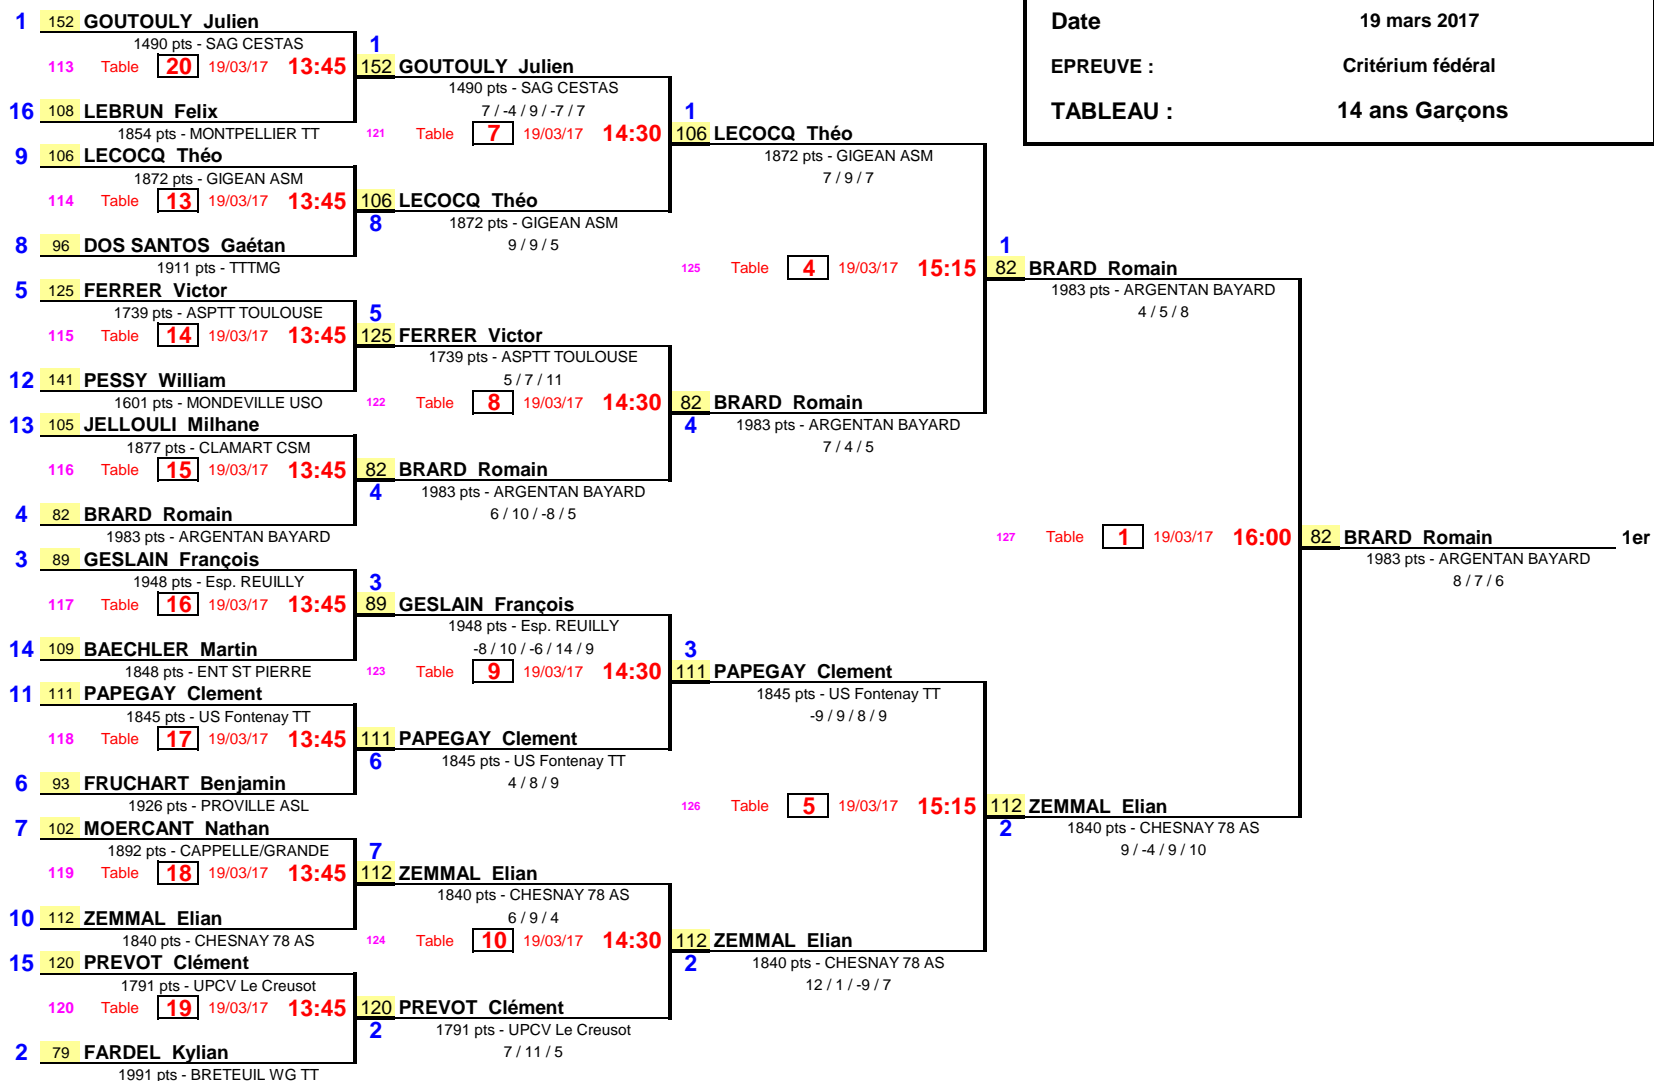 Date 19 mars 2017
EPREUVE : Critérium fédéral
TABLEAU : 14 ans Garçons
1 152 GOUTOULY Julien
1490 pts - SAG CESTAS
113 Table 20 19/03/17 13:45
16 108 LEBRUN Felix
1854 pts - MONTPELLIER TT
9 106 LECOCQ Théo
1872 pts - GIGEAN ASM
114 Table 13 19/03/17 13:45
8 96 DOS SANTOS Gaétan
1911 pts - TTTMG
5 125 FERRER Victor
1739 pts - ASPTT TOULOUSE
115 Table 14 19/03/17 13:45
12 141 PESSY William
1601 pts - MONDEVILLE USO
13 105 JELLOULI Milhane
1877 pts - CLAMART CSM
116 Table 15 19/03/17 13:45
4 82 BRARD Romain
1983 pts - ARGENTAN BAYARD
3 89 GESLAIN François
1948 pts - Esp. REUILLY
117 Table 16 19/03/17 13:45
14 109 BAECHLER Martin
1848 pts - ENT ST PIERRE
11 111 PAPEGAY Clement
1845 pts - US Fontenay TT
118 Table 17 19/03/17 13:45
6 93 FRUCHART Benjamin
1926 pts - PROVILLE ASL
7 102 MOERCANT Nathan
1892 pts - CAPPELLE/GRANDE
119 Table 18 19/03/17 13:45
10 112 ZEMMAL Elian
1840 pts - CHESNAY 78 AS
15 120 PREVOT Clément
1791 pts - UPCV Le Creusot
120 Table 19 19/03/17 13:45
2 79 FARDEL Kylian
1991 pts - BRETEUIL WG TT
1
152 GOUTOULY Julien
1490 pts - SAG CESTAS
7 / -4 / 9 / -7 / 7
121 Table 7 19/03/17 14:30
106 LECOCQ Théo
8
1872 pts - GIGEAN ASM
9 / 9 / 5
5
125 FERRER Victor
1739 pts - ASPTT TOULOUSE
5 / 7 / 11
122 Table 8 19/03/17 14:30
82 BRARD Romain
4
1983 pts - ARGENTAN BAYARD
6 / 10 / -8 / 5
3
89 GESLAIN François
1948 pts - Esp. REUILLY
-8 / 10 / -6 / 14 / 9
123 Table 9 19/03/17 14:30
111 PAPEGAY Clement
6
1845 pts - US Fontenay TT
4 / 8 / 9
7
112 ZEMMAL Elian
1840 pts - CHESNAY 78 AS
6 / 9 / 4
124 Table 10 19/03/17 14:30
120 PREVOT Clément
2
1791 pts - UPCV Le Creusot
7 / 11 / 5
1
106 LECOCQ Théo
1872 pts - GIGEAN ASM
7 / 9 / 7
125 Table 4 19/03/17 15:15
82 BRARD Romain
4
1983 pts - ARGENTAN BAYARD
7 / 4 / 5
3
111 PAPEGAY Clement
1845 pts - US Fontenay TT
-9 / 9 / 8 / 9
126 Table 5 19/03/17 15:15
112 ZEMMAL Elian
2
1840 pts - CHESNAY 78 AS
12 / 1 / -9 / 7
1
82 BRARD Romain
1983 pts - ARGENTAN BAYARD
4 / 5 / 8
127 Table 1 19/03/17 16:00
112 ZEMMAL Elian
2
1840 pts - CHESNAY 78 AS
9 / -4 / 9 / 10
82 BRARD Romain 1er
1983 pts - ARGENTAN BAYARD
8 / 7 / 6